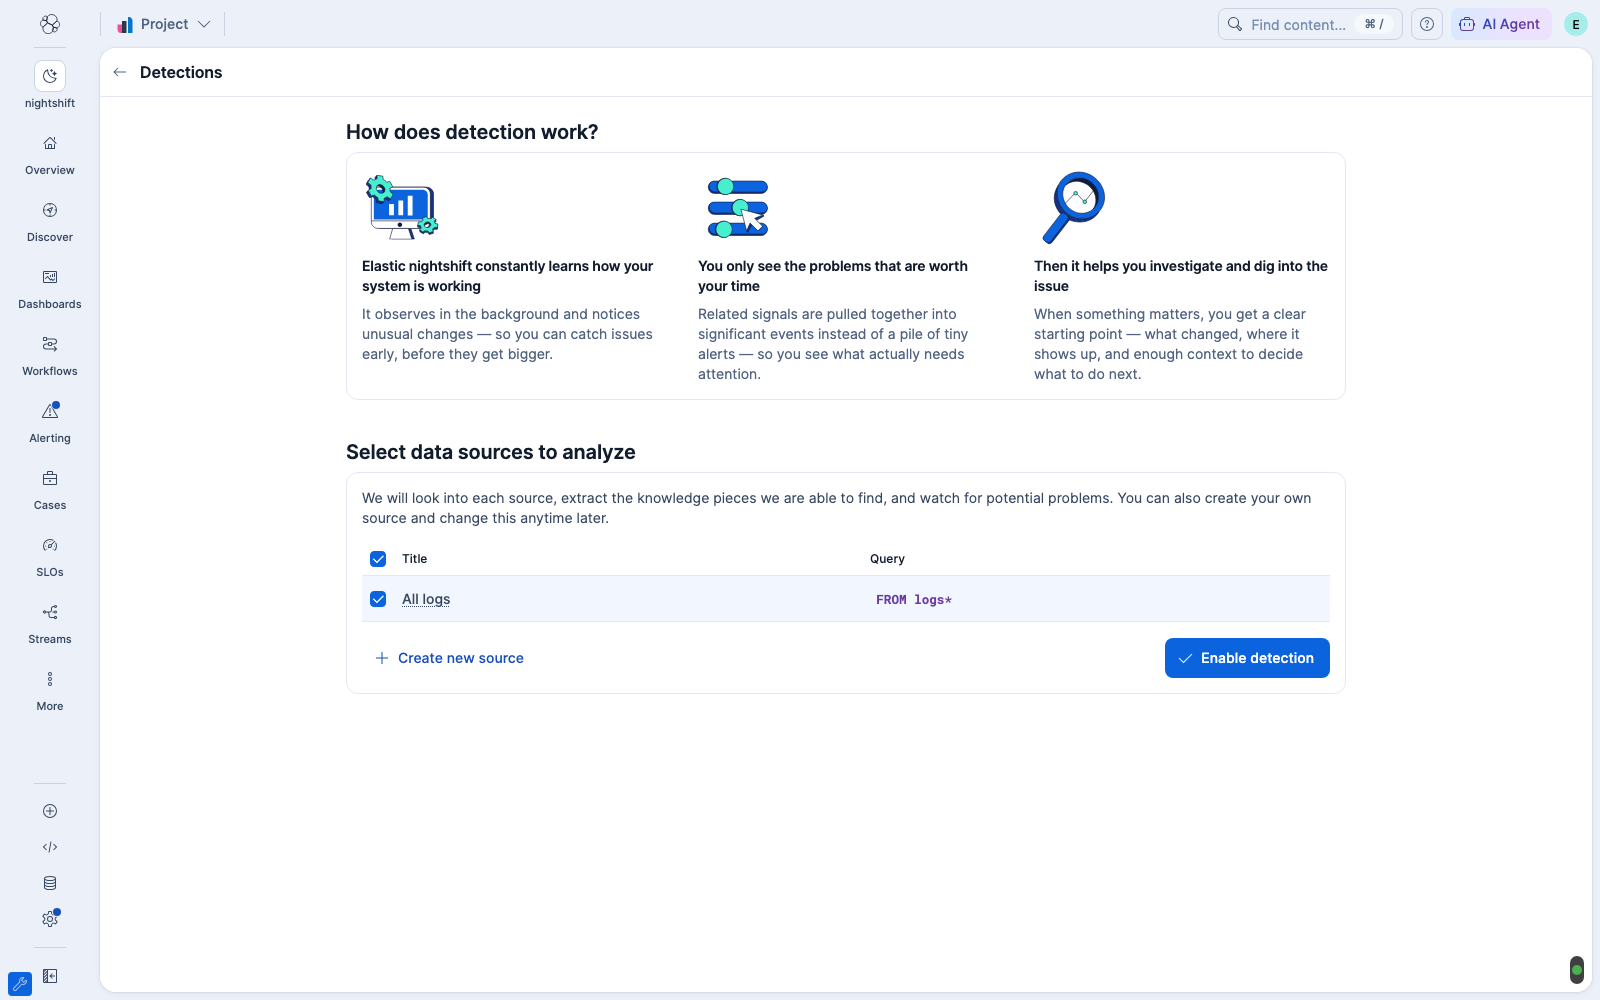 Project
Find content...
⌘ /
AI Agent
E
nightshift
Overview
Discover
Dashboards
Workflows
Alerting
Cases
SLOs
Streams
More
Detections
How does detection work?
Elastic nightshift constantly learns how your
system is working
It observes in the background and notices
unusual changes — so you can catch issues
early, before they get bigger.
You only see the problems that are worth
your time
Related signals are pulled together into
significant events instead of a pile of tiny
alerts — so you see what actually needs
attention.
Then it helps you investigate and dig into the
issue
When something matters, you get a clear
starting point — what changed, where it
shows up, and enough context to decide
what to do next.
Select data sources to analyze
We will look into each source, extract the knowledge pieces we are able to find, and watch for potential problems. You can also create your own
source and change this anytime later.
Title
Query
All logs
FROM logs*
Create new source
Enable detection